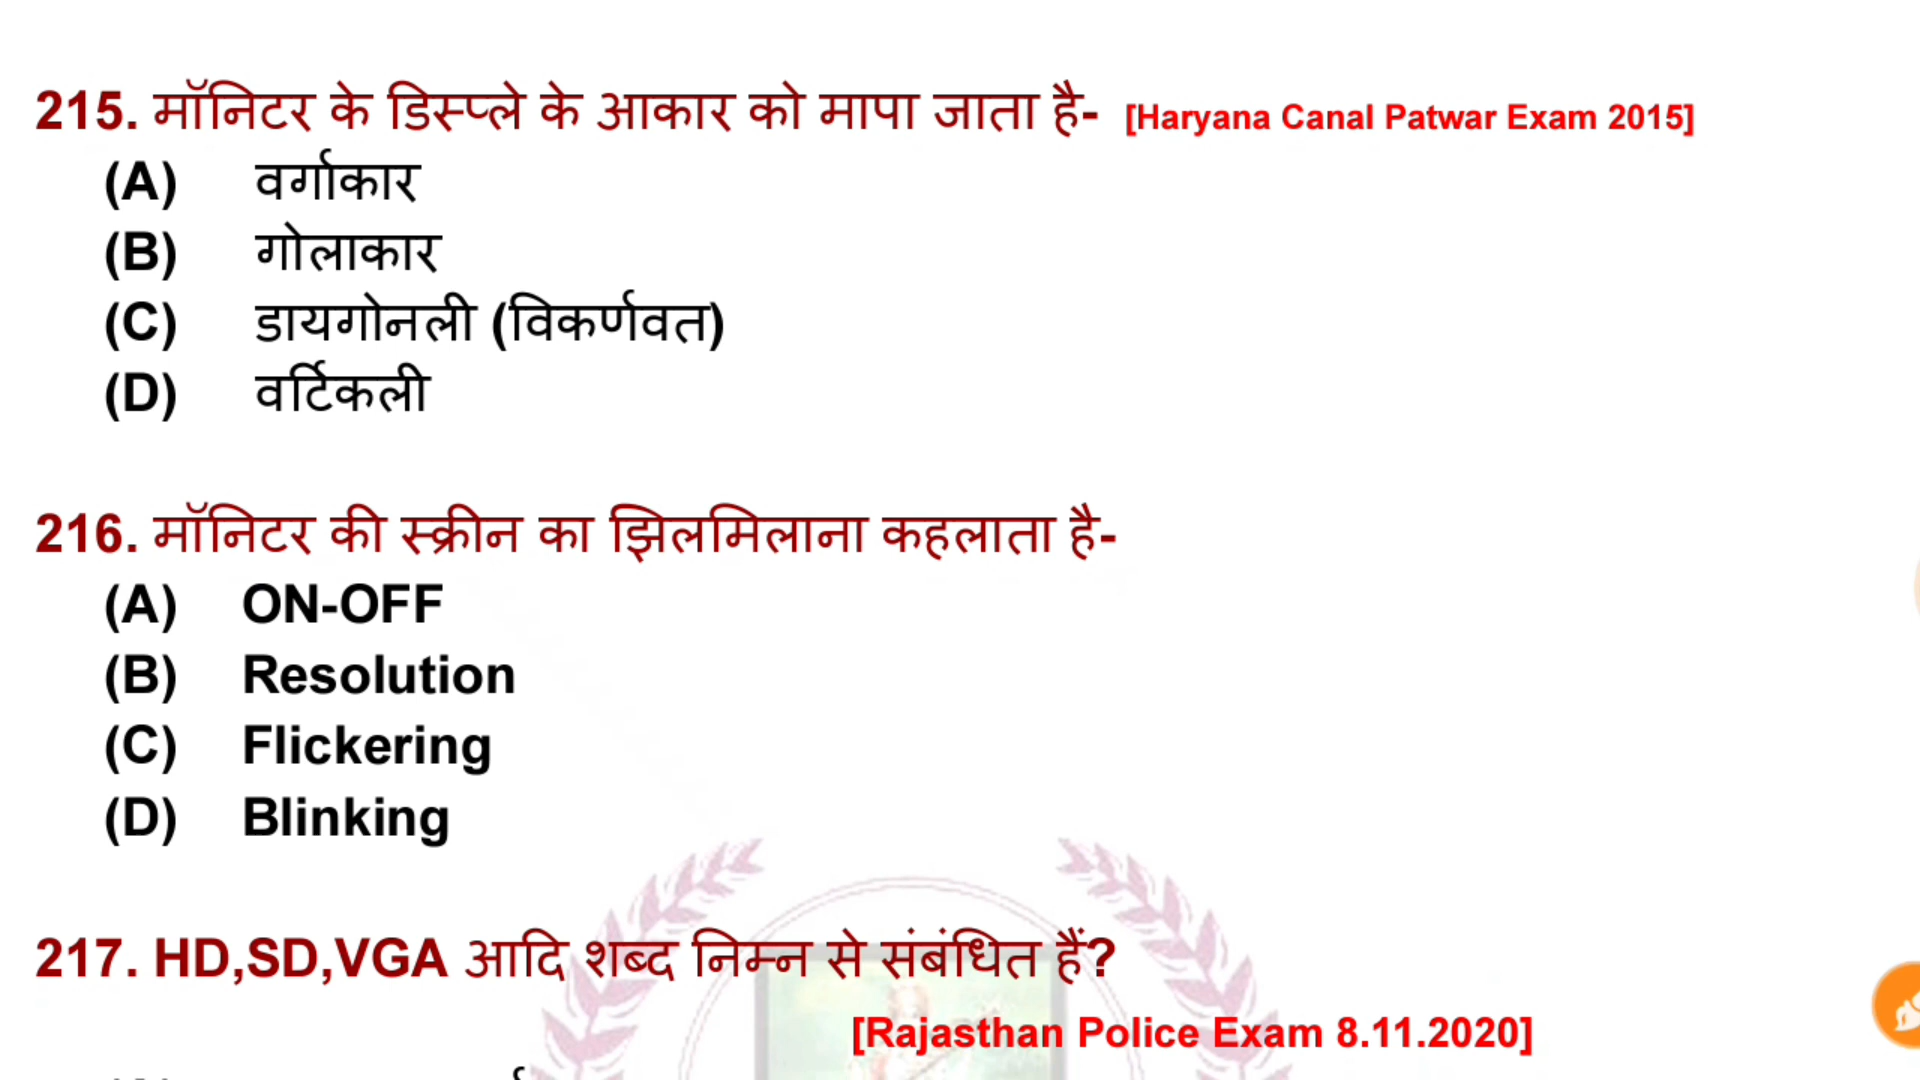 215. मॉनिटर के डिस्प्ले के आकार को मापा जाता है- [Haryana Canal Patwar Exam 2015]
(A) वर्गाकार
(B) गोलाकार
(C) डायगोनली (विकर्णवत)
(D) वर्टिकली
216. मॉनिटर की स्क्रीन का झिलमिलाना कहलाता है-
(A) ON-OFF
(B) Resolution
(C) Flickering
(D) Blinking
217. HD,SD,VGA आदि शब्द निम्न से संबंधित हैं?
[Rajasthan Police Exam 8.11.2020]